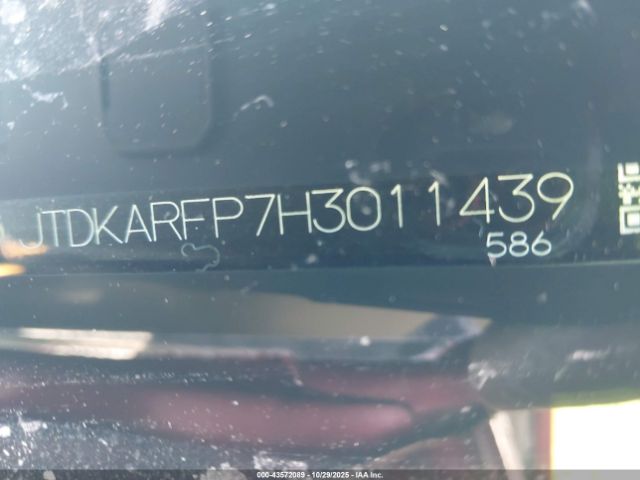 JTDKARFP7H3011439
586
000-43572089 - 10/29/2025 - IAA Inc.